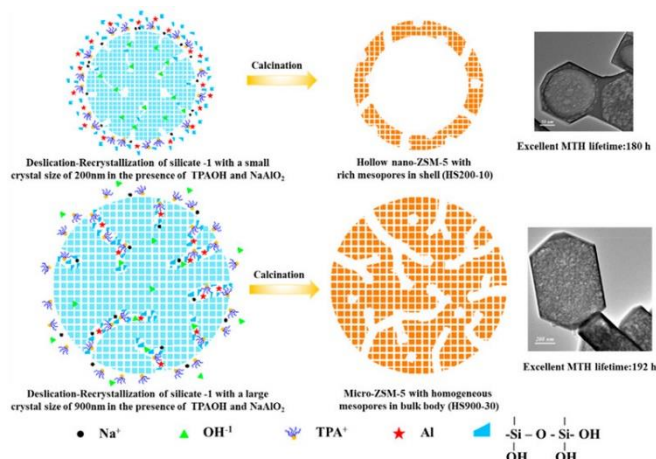 Calcination
Deslication-Recrystallization of silicate -1 with a small
crystal size of 200nm in the presence of TPAOH and NaAlO₂
Hollow nano-ZSM-5 with
rich mesopores in shell (HS200-10)
Excellent MTH lifetime:180 h
Calcination
Deslication-Recrystallization of silicate -1 with a large
crystal size of 900nm in the presence of TPAOH and NaAlO₂
Micro-ZSM-5 with homogeneous
mesopores in bulk body (HS900-30)
200 nm
Excellent MTH lifetime:192 h
Na⁺ OH⁻¹ TPA⁺ Al -Si – O – Si- OH
OH OH